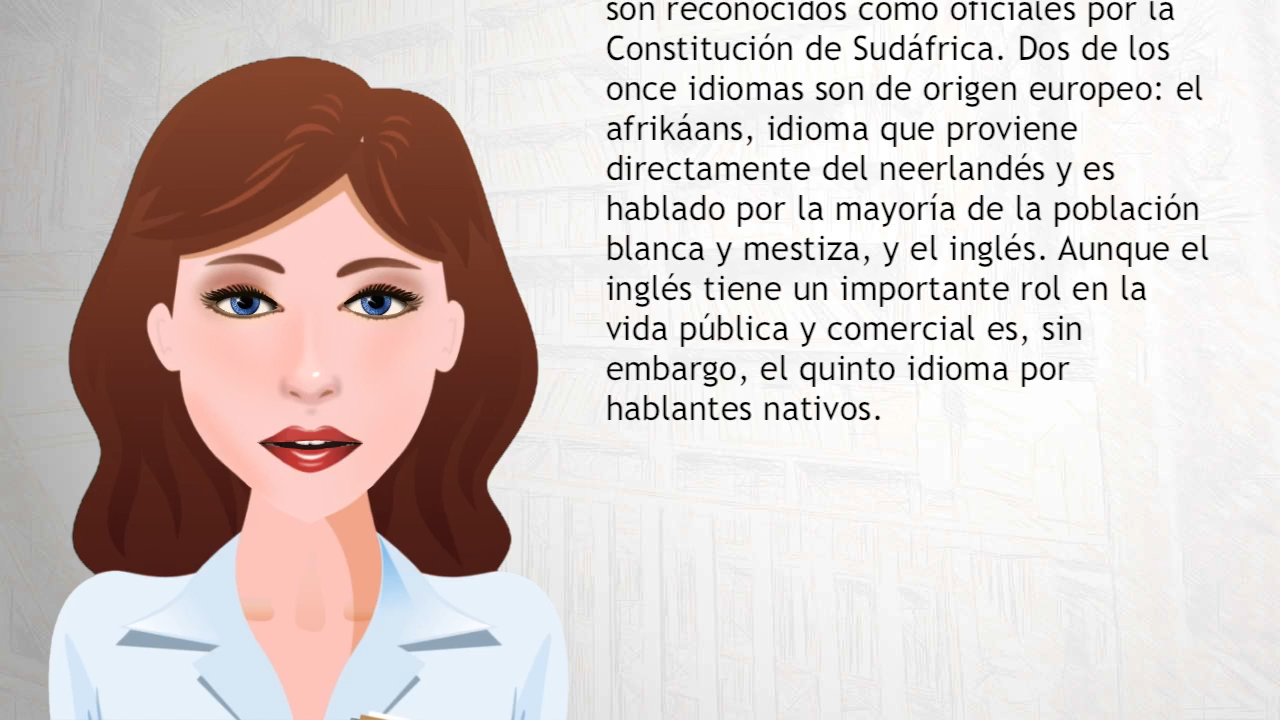 son reconocidos como oficiales por la
Constitución de Sudáfrica. Dos de los
once idiomas son de origen europeo: el
afrikáans, idioma que proviene
directamente del neerlandés y es
hablado por la mayoría de la población
blanca y mestiza, y el inglés. Aunque el
inglés tiene un importante rol en la
vida pública y comercial es, sin
embargo, el quinto idioma por
hablantes nativos.